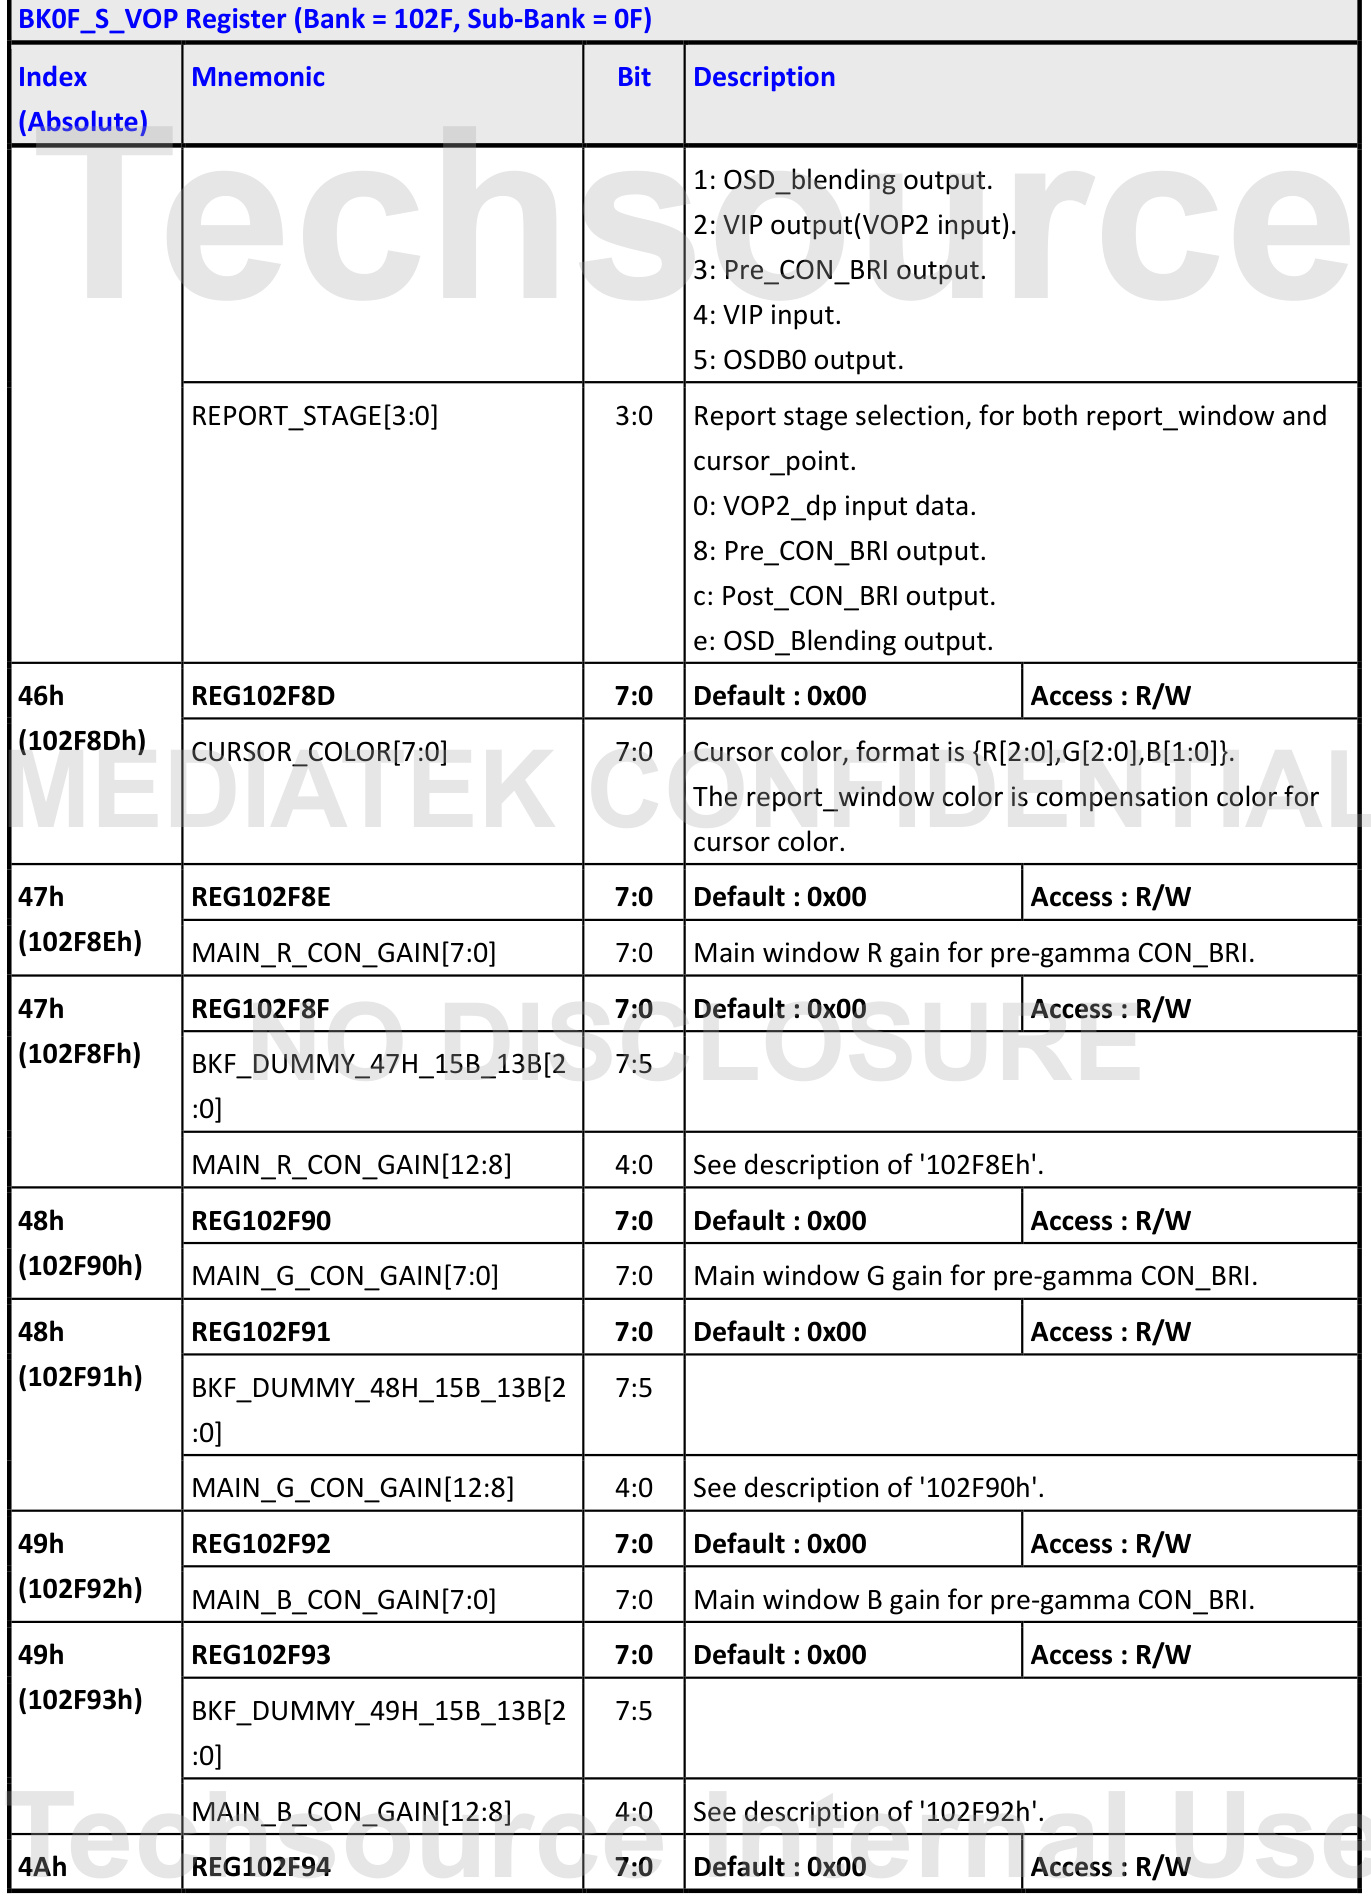 BK0F_S_VOP Register (Bank = 102F, Sub-Bank = 0F)
Index (Absolute) Mnemonic Bit Description
1: OSD_blending output.
2: VIP output(VOP2 input).
3: Pre_CON_BRI output.
4: VIP input.
5: OSDB0 output.
REPORT_STAGE[3:0] 3:0 Report stage selection, for both report_window and
cursor_point.
0: VOP2_dp input data.
8: Pre_CON_BRI output.
c: Post_CON_BRI output.
e: OSD_Blending output.
46h REG102F8D 7:0 Default : 0x00 Access : R/W
(102F8Dh) CURSOR_COLOR[7:0] 7:0 Cursor color, format is {R[2:0],G[2:0],B[1:0]}.
The report_window color is compensation color for
cursor color.
47h REG102F8E 7:0 Default : 0x00 Access : R/W
(102F8Eh) MAIN_R_CON_GAIN[7:0] 7:0 Main window R gain for pre-gamma CON_BRI.
47h REG102F8F 7:0 Default : 0x00 Access : R/W
(102F8Fh) BKF_DUMMY_47H_15B_13B[2 7:5
:0]
MAIN_R_CON_GAIN[12:8] 4:0 See description of '102F8Eh'.
48h REG102F90 7:0 Default : 0x00 Access : R/W
(102F90h) MAIN_G_CON_GAIN[7:0] 7:0 Main window G gain for pre-gamma CON_BRI.
48h REG102F91 7:0 Default : 0x00 Access : R/W
(102F91h) BKF_DUMMY_48H_15B_13B[2 7:5
:0]
MAIN_G_CON_GAIN[12:8] 4:0 See description of '102F90h'.
49h REG102F92 7:0 Default : 0x00 Access : R/W
(102F92h) MAIN_B_CON_GAIN[7:0] 7:0 Main window B gain for pre-gamma CON_BRI.
49h REG102F93 7:0 Default : 0x00 Access : R/W
(102F93h) BKF_DUMMY_49H_15B_13B[2 7:5
:0]
MAIN_B_CON_GAIN[12:8] 4:0 See description of '102F92h'.
4Ah REG102F94 7:0 Default : 0x00 Access : R/W
Techsource
MEDIATEK CONFIDENTIAL
NO DISCLOSURE
Techsource Internal Use